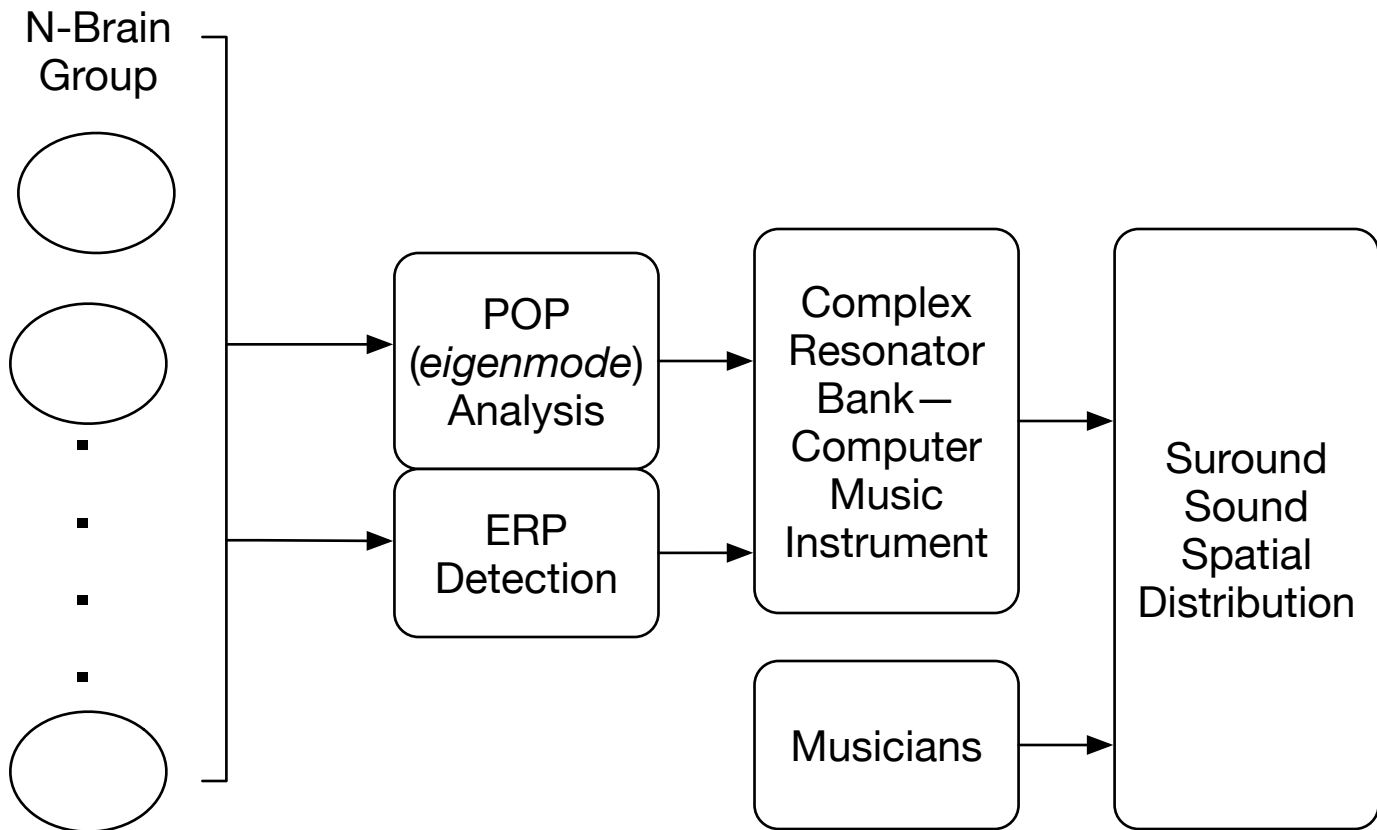 N-Brain
Group
POP
(eigenmode)
Analysis
ERP
Detection
Complex
Resonator
Bank—
Computer
Music
Instrument
Musicians
Suround
Sound
Spatial
Distribution